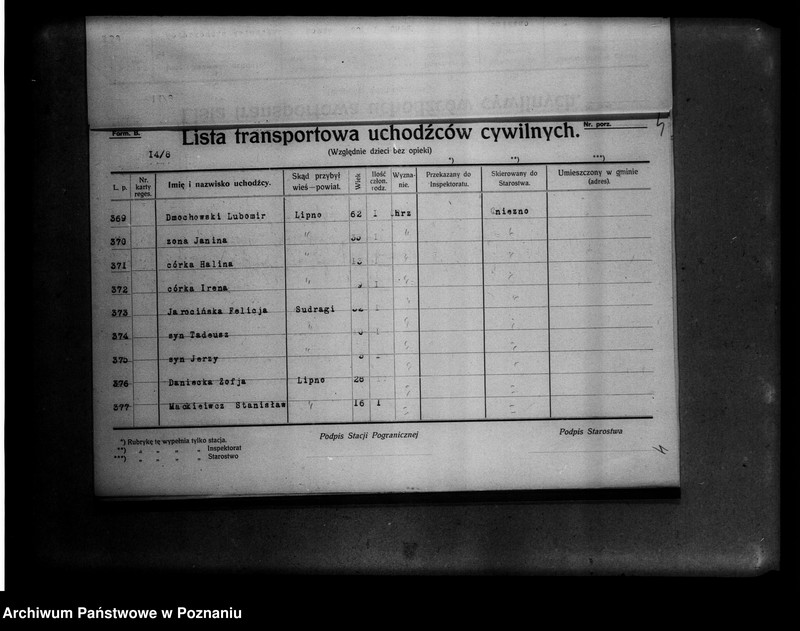 Form. B.
Nr. porz.
Lista transportowa uchodźców cywilnych.
14/8
(Względnie dzieci bez opieki)
*) **) ***)
L. p. Nr. karty reges. Imię i nazwisko uchodźcy. Skąd przybył wieś-powiat. Wiek Ilość człon. rodz. Wyzna- nie. Przekazany do Inspektoratu. Skierowany do Starostwa. Umieszczony w gminie (adres).
369 Dmochowski Lubomir Lipno 62 1 hrz Gniezno
370 żona Janina "
371 córka Halina "
372 córka Irena "
373 Jarocińska Felicja Sudragi
374 syn Tadeusz "
375 syn Jerzy "
376 Daniecka Zofja Lipno 26
377 Mackielwcz Stanisław " 16 1
*) Rubrykę tę wypełnia tylko stacja.
**) " " " " Inspektorat
***) " " " " Starostwo
Podpis Stacji Pogranicznej
Podpis Starostwa
Archiwum Państwowe w Poznaniu